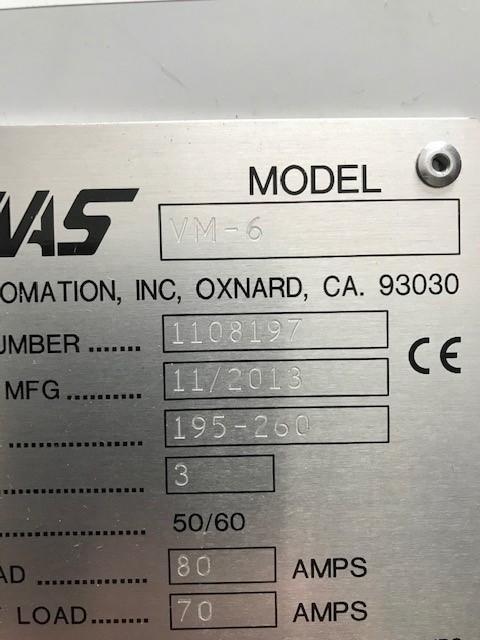 MODEL
VM-6
OMATION, INC, OXNARD, CA. 93030
UMBER ....... 1108197
CE
MFG .......... 11/2013
.................. 195-260
................... 3
................... 50/60
AD ........... 80 AMPS
LOAD....... 70 AMPS